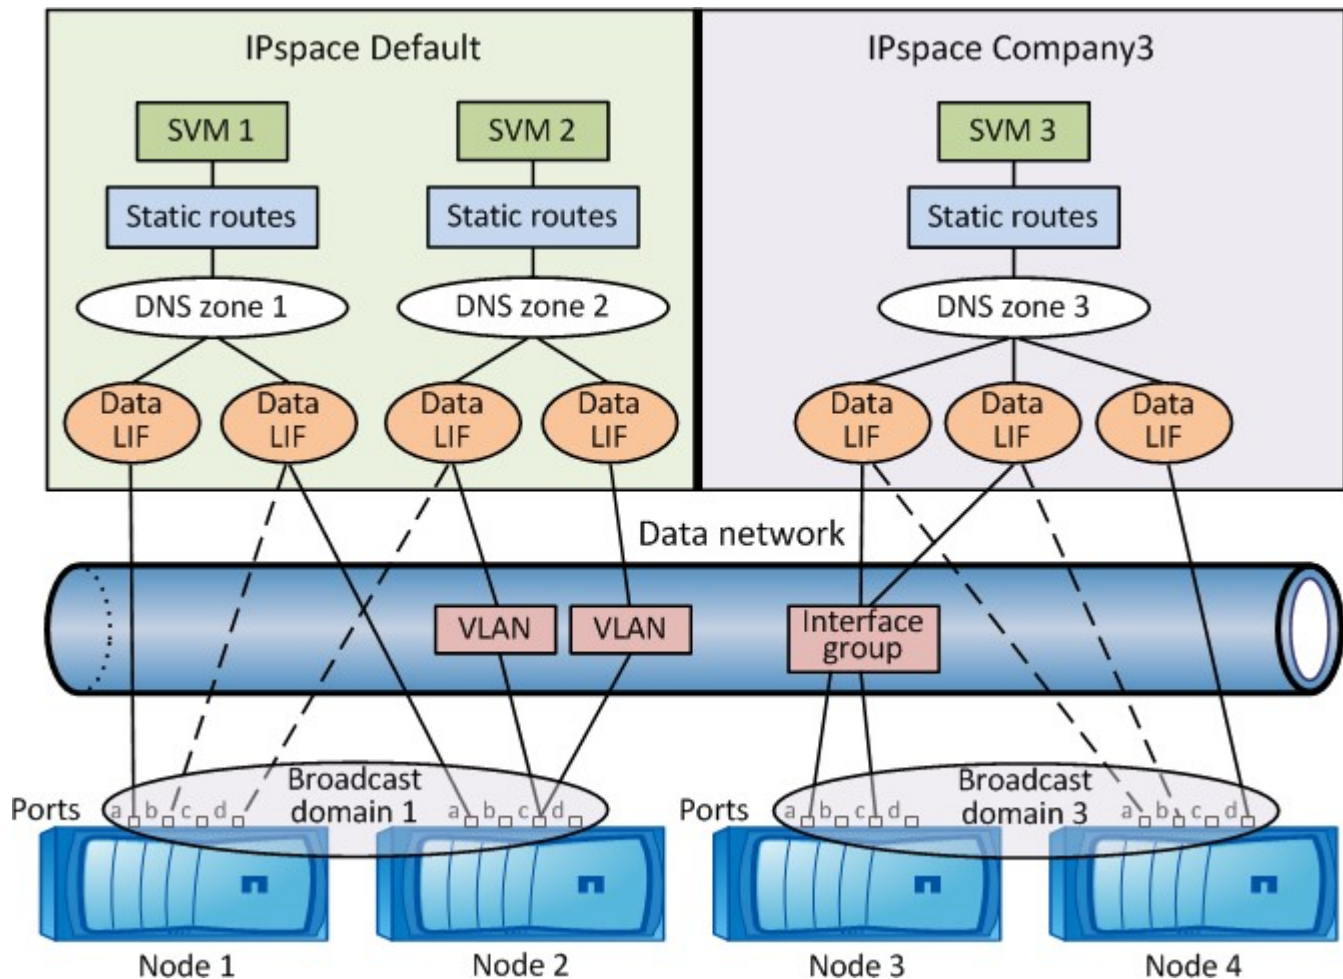 IPspace Default
IPspace Company3
SVM 1
SVM 2
SVM 3
Static routes
Static routes
Static routes
DNS zone 1
DNS zone 2
DNS zone 3
Data
LIF
Data
LIF
Data
LIF
Data
LIF
Data
LIF
Data
LIF
Data
LIF
Data network
VLAN
VLAN
Interface
group
Broadcast
domain 1
Broadcast
domain 3
Ports
a b c d
a b c d
Ports
a b c d
a b c d
Node 1
Node 2
Node 3
Node 4